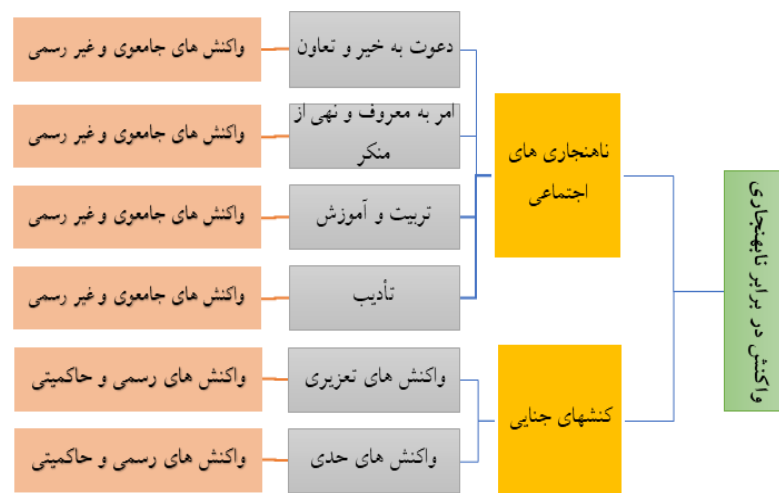 واکنش در برابر نابهنجاری
ناهنجاری های
اجتماعی
دعوت به خیر و تعاون
واکنش های جامعوی و غیر رسمی
امر به معروف و نهی از
منکر
واکنش های جامعوی و غیر رسمی
تربیت و آموزش
واکنش های جامعوی و غیر رسمی
تأدیب
واکنش های جامعوی و غیر رسمی
کنشهای جنایی
واکنش های تعزیری
واکنش های رسمی و حاکمیتی
واکنش های حدی
واکنش های رسمی و حاکمیتی